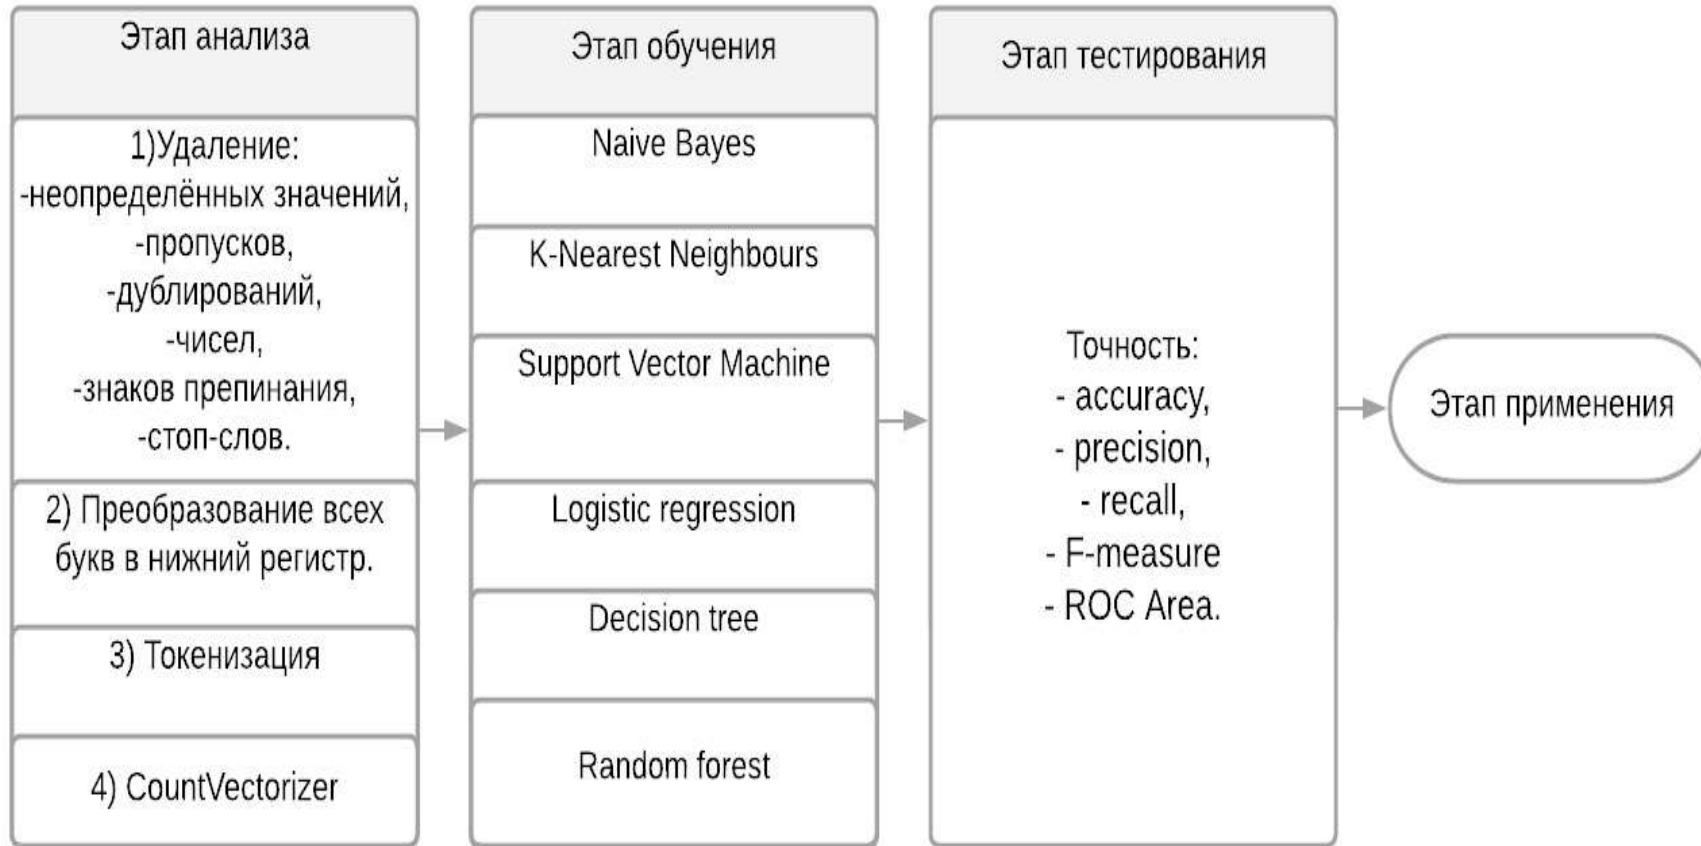 Этап анализа
1)Удаление:
-неопределённых значений,
-пропусков,
-дублирований,
-чисел,
-знаков препинания,
-стоп-слов.
2) Преобразование всех
букв в нижний регистр.
3) Токенизация
4) CountVectorizer
Этап обучения
Naive Bayes
K-Nearest Neighbours
Support Vector Machine
Logistic regression
Decision tree
Random forest
Этап тестирования
Точность:
- accuracy,
- precision,
- recall,
- F-measure
- ROC Area.
Этап применения